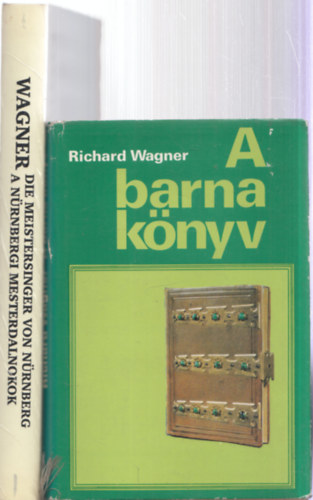 WAGNER
DIE MEISTERSINGER VON NÜRNBERG
A NÜRNBERGI MESTERDALNOKOK
Richard Wagner
A
barna
könyv